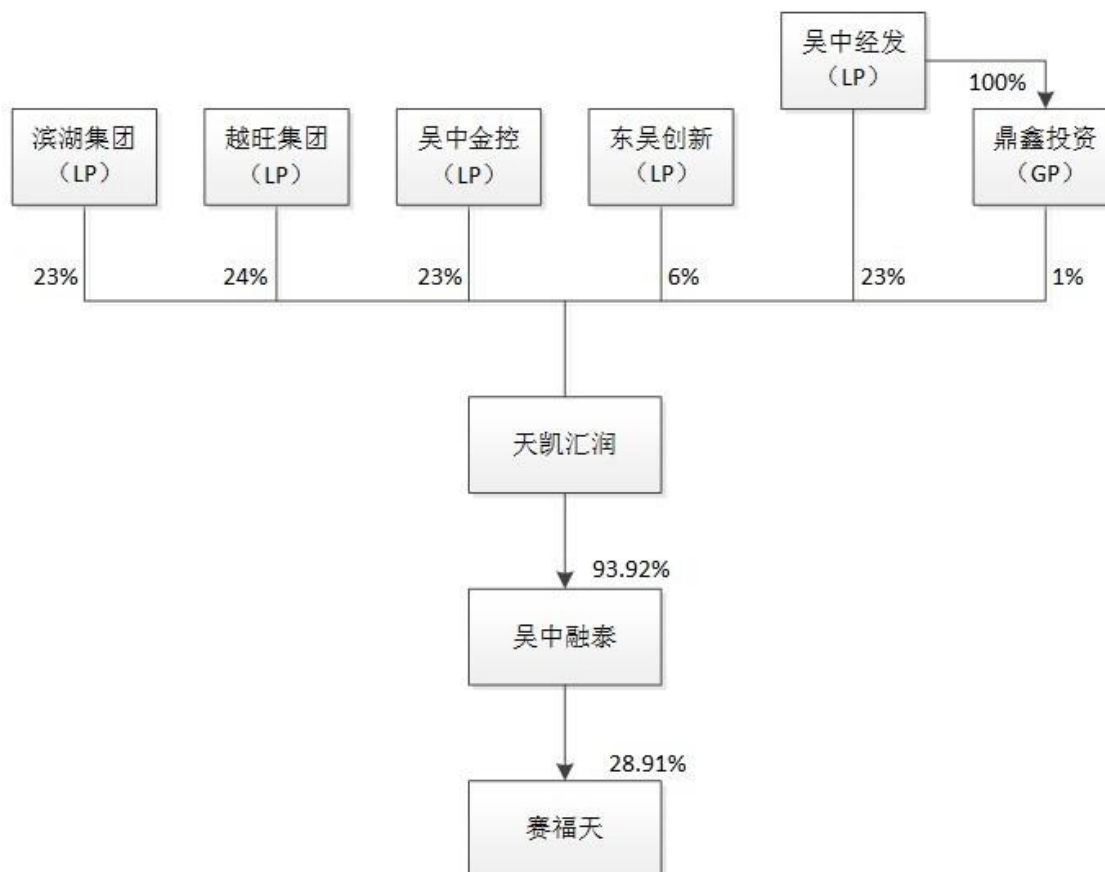 吴中经发
（LP）
100%
滨湖集团
（LP）
越旺集团
（LP）
吴中金控
（LP）
东吴创新
（LP）
鼎鑫投资
（GP）
23%
24%
23%
6%
23%
1%
天凯汇润
93.92%
吴中融泰
28.91%
赛福天